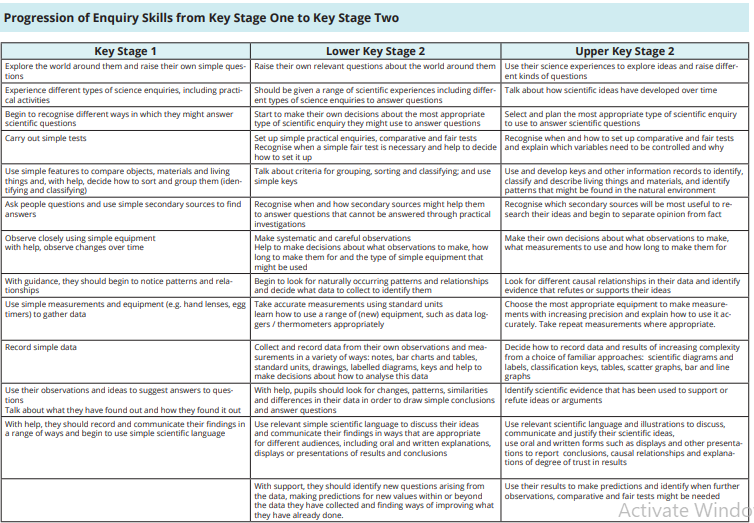 Progression of Enquiry Skills from Key Stage One to Key Stage Two
Key Stage 1
Lower Key Stage 2
Upper Key Stage 2
Explore the world around them and raise their own simple ques-
tions
Raise their own relevant questions about the world around them
Use their science experiences to explore ideas and raise differ-
ent kinds of questions
Experience different types of science enquiries, including practi-
cal activities
Should be given a range of scientific experiences including differ-
ent types of science enquiries to answer questions
Talk about how scientific ideas have developed over time
Begin to recognise different ways in which they might answer
scientific questions
Start to make their own decisions about the most appropriate
type of scientific enquiry they might use to answer questions
Select and plan the most appropriate type of scientific enquiry
to use to answer scientific questions
Carry out simple tests
Set up simple practical enquiries, comparative and fair tests
Recognise when a simple fair test is necessary and help to decide
how to set it up
Recognise when and how to set up comparative and fair tests
and explain which variables need to be controlled and why
Use simple features to compare objects, materials and living
things and, with help, decide how to sort and group them (iden-
tifying and classifying)
Talk about criteria for grouping, sorting and classifying; and use
simple keys
Use and develop keys and other information records to identify,
classify and describe living things and materials, and identify
patterns that might be found in the natural environment
Ask people questions and use simple secondary sources to find
answers
Recognise when and how secondary sources might help them
to answer questions that cannot be answered through practical
investigations
Recognise which secondary sources will be most useful to re-
search their ideas and begin to separate opinion from fact
Observe closely using simple equipment
with help, observe changes over time
Make systematic and careful observations
Help to make decisions about what observations to make, how
long to make them for and the type of simple equipment that
might be used
Make their own decisions about what observations to make,
what measurements to use and how long to make them for
With guidance, they should begin to notice patterns and rela-
tionships
Begin to look for naturally occurring patterns and relationships
and decide what data to collect to identify them
Look for different causal relationships in their data and identify
evidence that refutes or supports their ideas
Use simple measurements and equipment (e.g. hand lenses, egg
timers) to gather data
Take accurate measurements using standard units
learn how to use a range of (new) equipment, such as data log-
gers / thermometers appropriately
Choose the most appropriate equipment to make measure-
ments with increasing precision and explain how to use it ac-
curately. Take repeat measurements where appropriate.
Record simple data
Collect and record data from their own observations and mea-
surements in a variety of ways: notes, bar charts and tables,
standard units, drawings, labelled diagrams, keys and help to
make decisions about how to analyse this data
Decide how to record data and results of increasing complexity
from a choice of familiar approaches: scientific diagrams and
labels, classification keys, tables, scatter graphs, bar and line
graphs
Use their observations and ideas to suggest answers to ques-
tions
Talk about what they have found out and how they found it out
With help, pupils should look for changes, patterns, similarities
and differences in their data in order to draw simple conclusions
and answer questions
Identify scientific evidence that has been used to support or
refute ideas or arguments
With help, they should record and communicate their findings in
a range of ways and begin to use simple scientific language
Use relevant simple scientific language to discuss their ideas
and communicate their findings in ways that are appropriate
for different audiences, including oral and written explanations,
displays or presentations of results and conclusions
Use relevant scientific language and illustrations to discuss,
communicate and justify their scientific ideas,
use oral and written forms such as displays and other presenta-
tions to report conclusions, causal relationships and explana-
tions of degree of trust in results
With support, they should identify new questions arising from
the data, making predictions for new values within or beyond
the data they have collected and finding ways of improving what
they have already done.
Use their results to make predictions and identify when further
observations, comparative and fair tests might be needed
Activate Windo